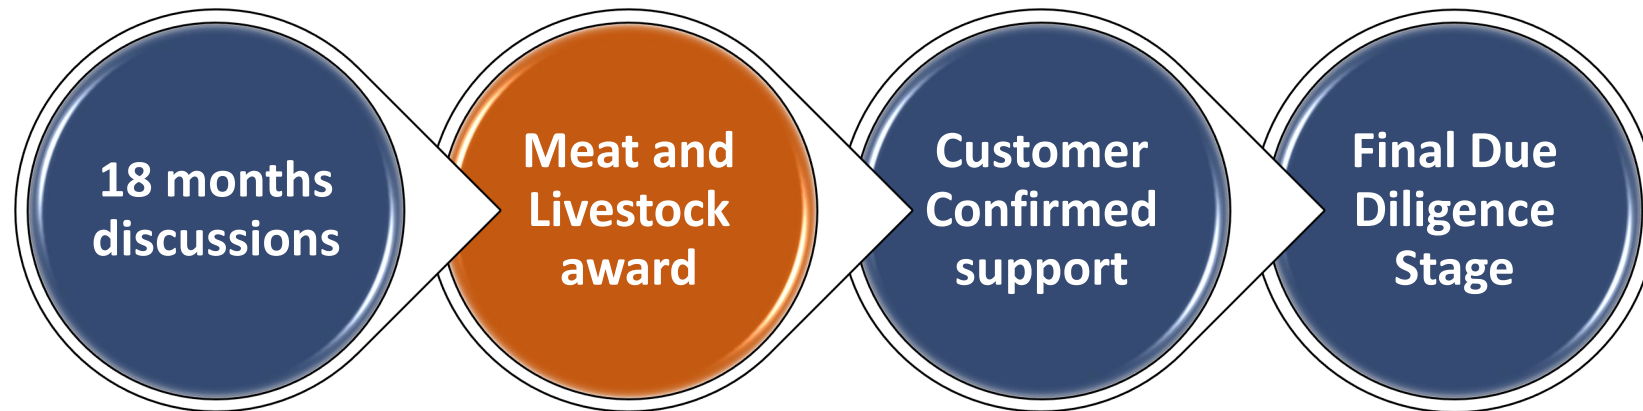 18 months
discussions
Meat and
Livestock
award
Customer
Confirmed
support
Final Due
Diligence
Stage